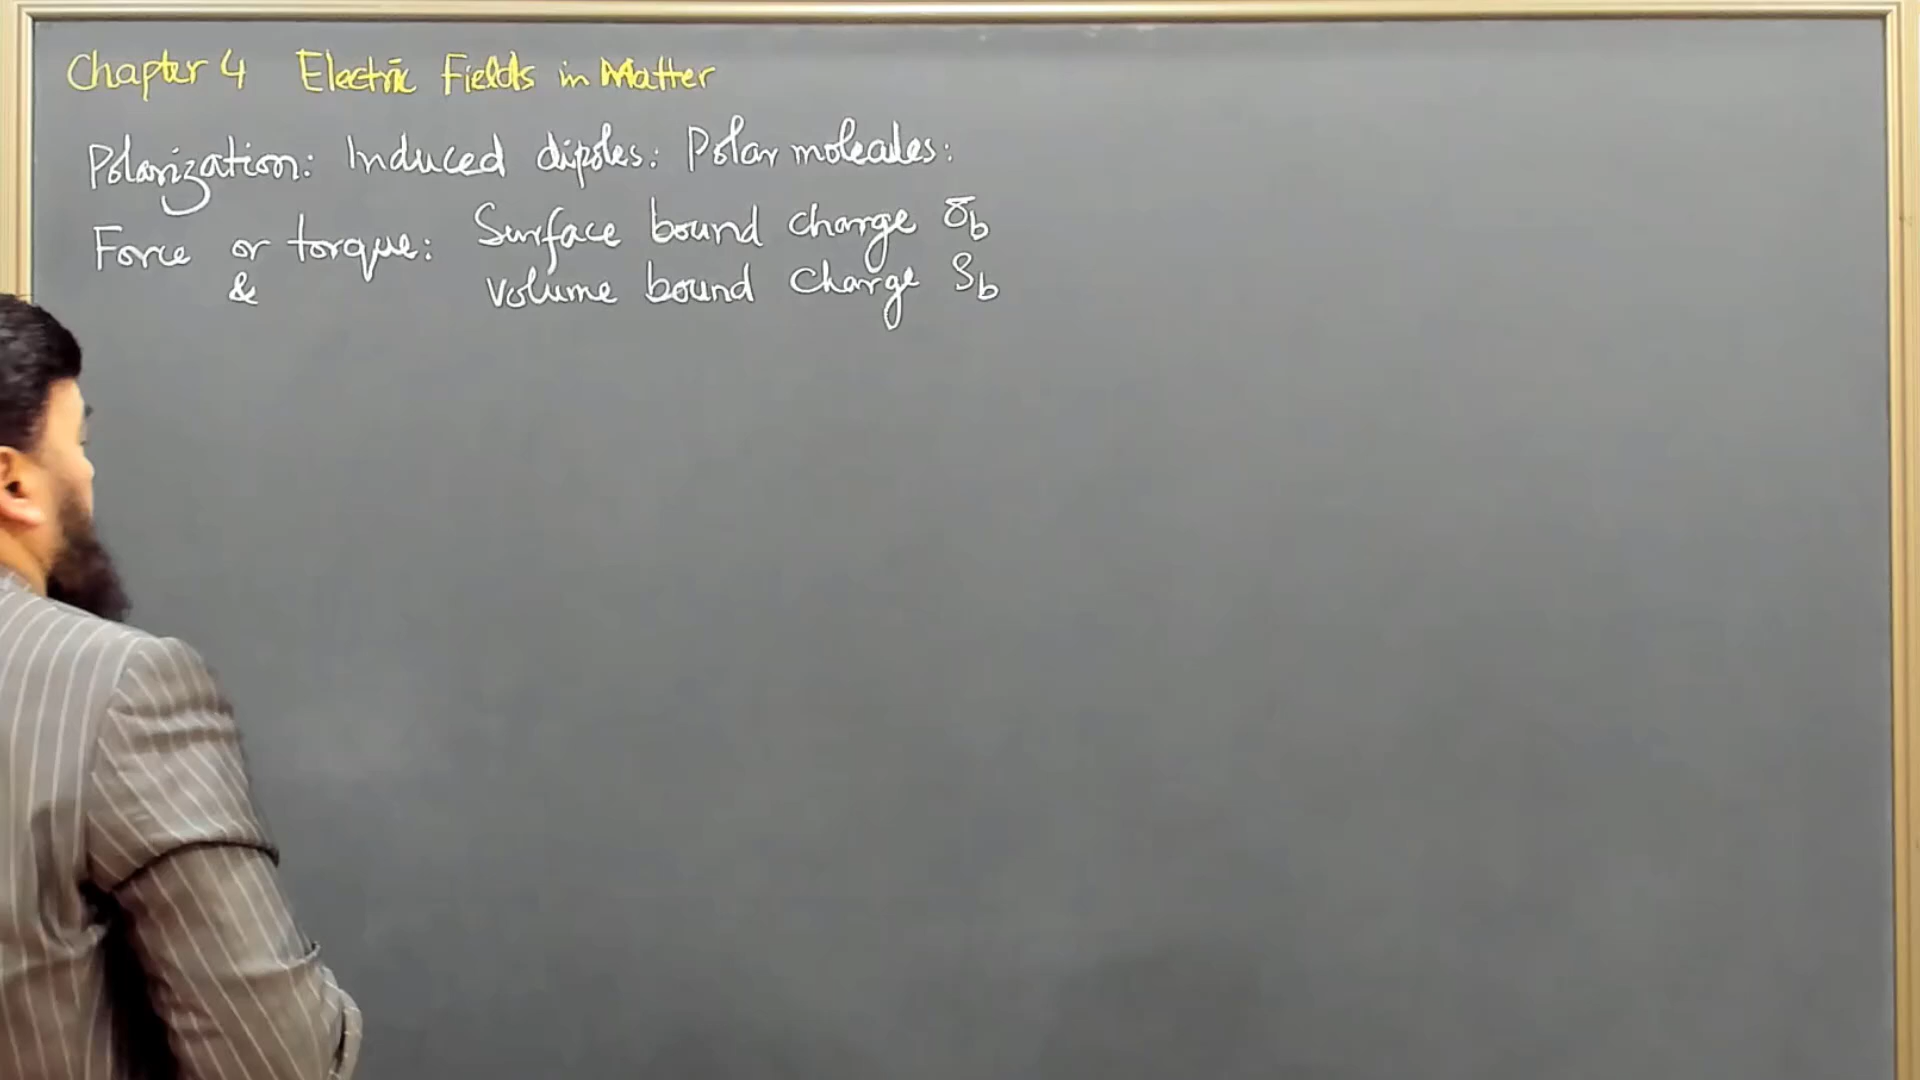 Chapter 4 Electric Fields in Matter
Polarization: Induced dipoles: Polar molecules:
Force or torque: Surface bound charge σb
& volume bound charge ρb